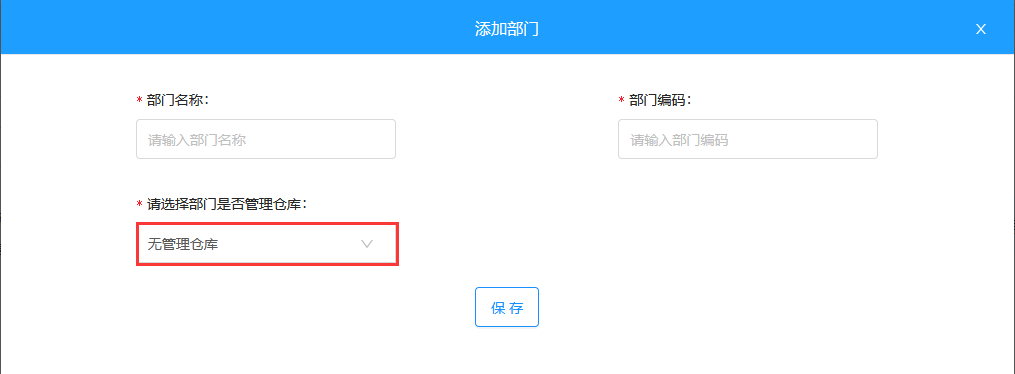 添加部门
* 部门名称：
* 部门编码：
请输入部门名称
请输入部门编码
* 请选择部门是否管理仓库：
无管理仓库
保 存